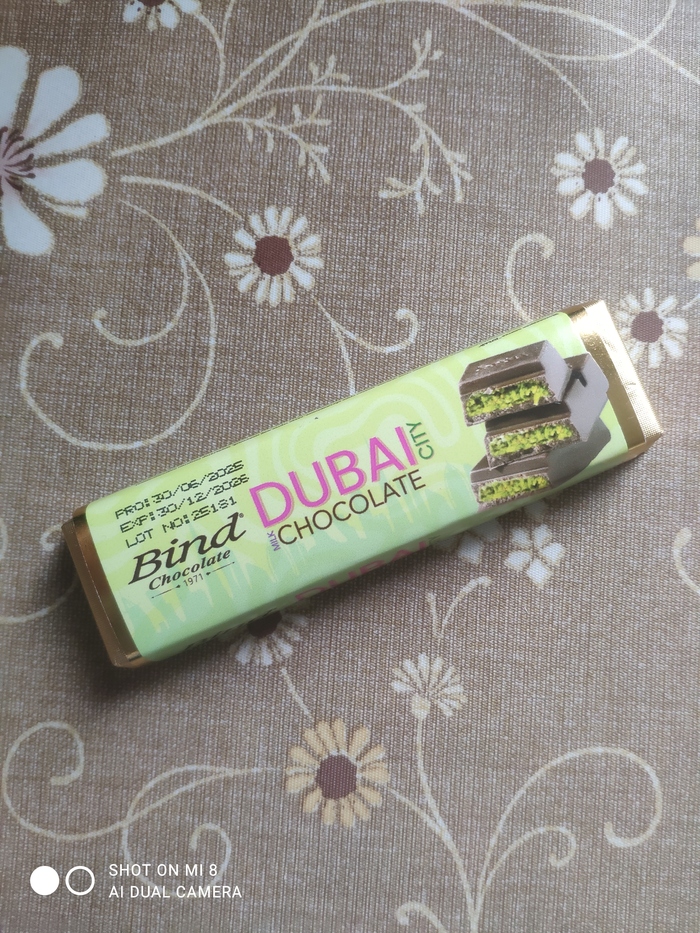 PRO:30/06/2025
EXP:30/12/2026
LOT NO:25181
Bind®
Chocolate
1971
DUBAI
CITY
MILK
CHOCOLATE
DUBAI
SHOT ON MI 8
AI DUAL CAMERA